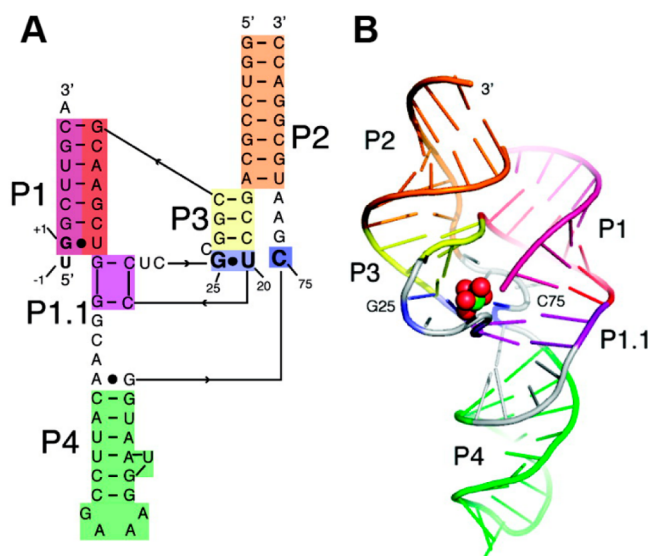 A
5' 3'
G – C
G – C
U – A
C – G
C – G
G – C
C – G
A – U
P2
3'
A
C – G
G – C
U – A
U – A
C – G
G – C
G • U
+1
U
-1
5'
P1
P3
C – G
G – C
G – C
C
G • U
25
20
A
A
G
C
75
G – C UC
G – C
P1.1
G
C
A
A • G
C – G
A – U
U – A
U – A U
C – G
C – G
G A
A A
P4
B
3'
P2
P1
P3
G25
C75
P1.1
P4